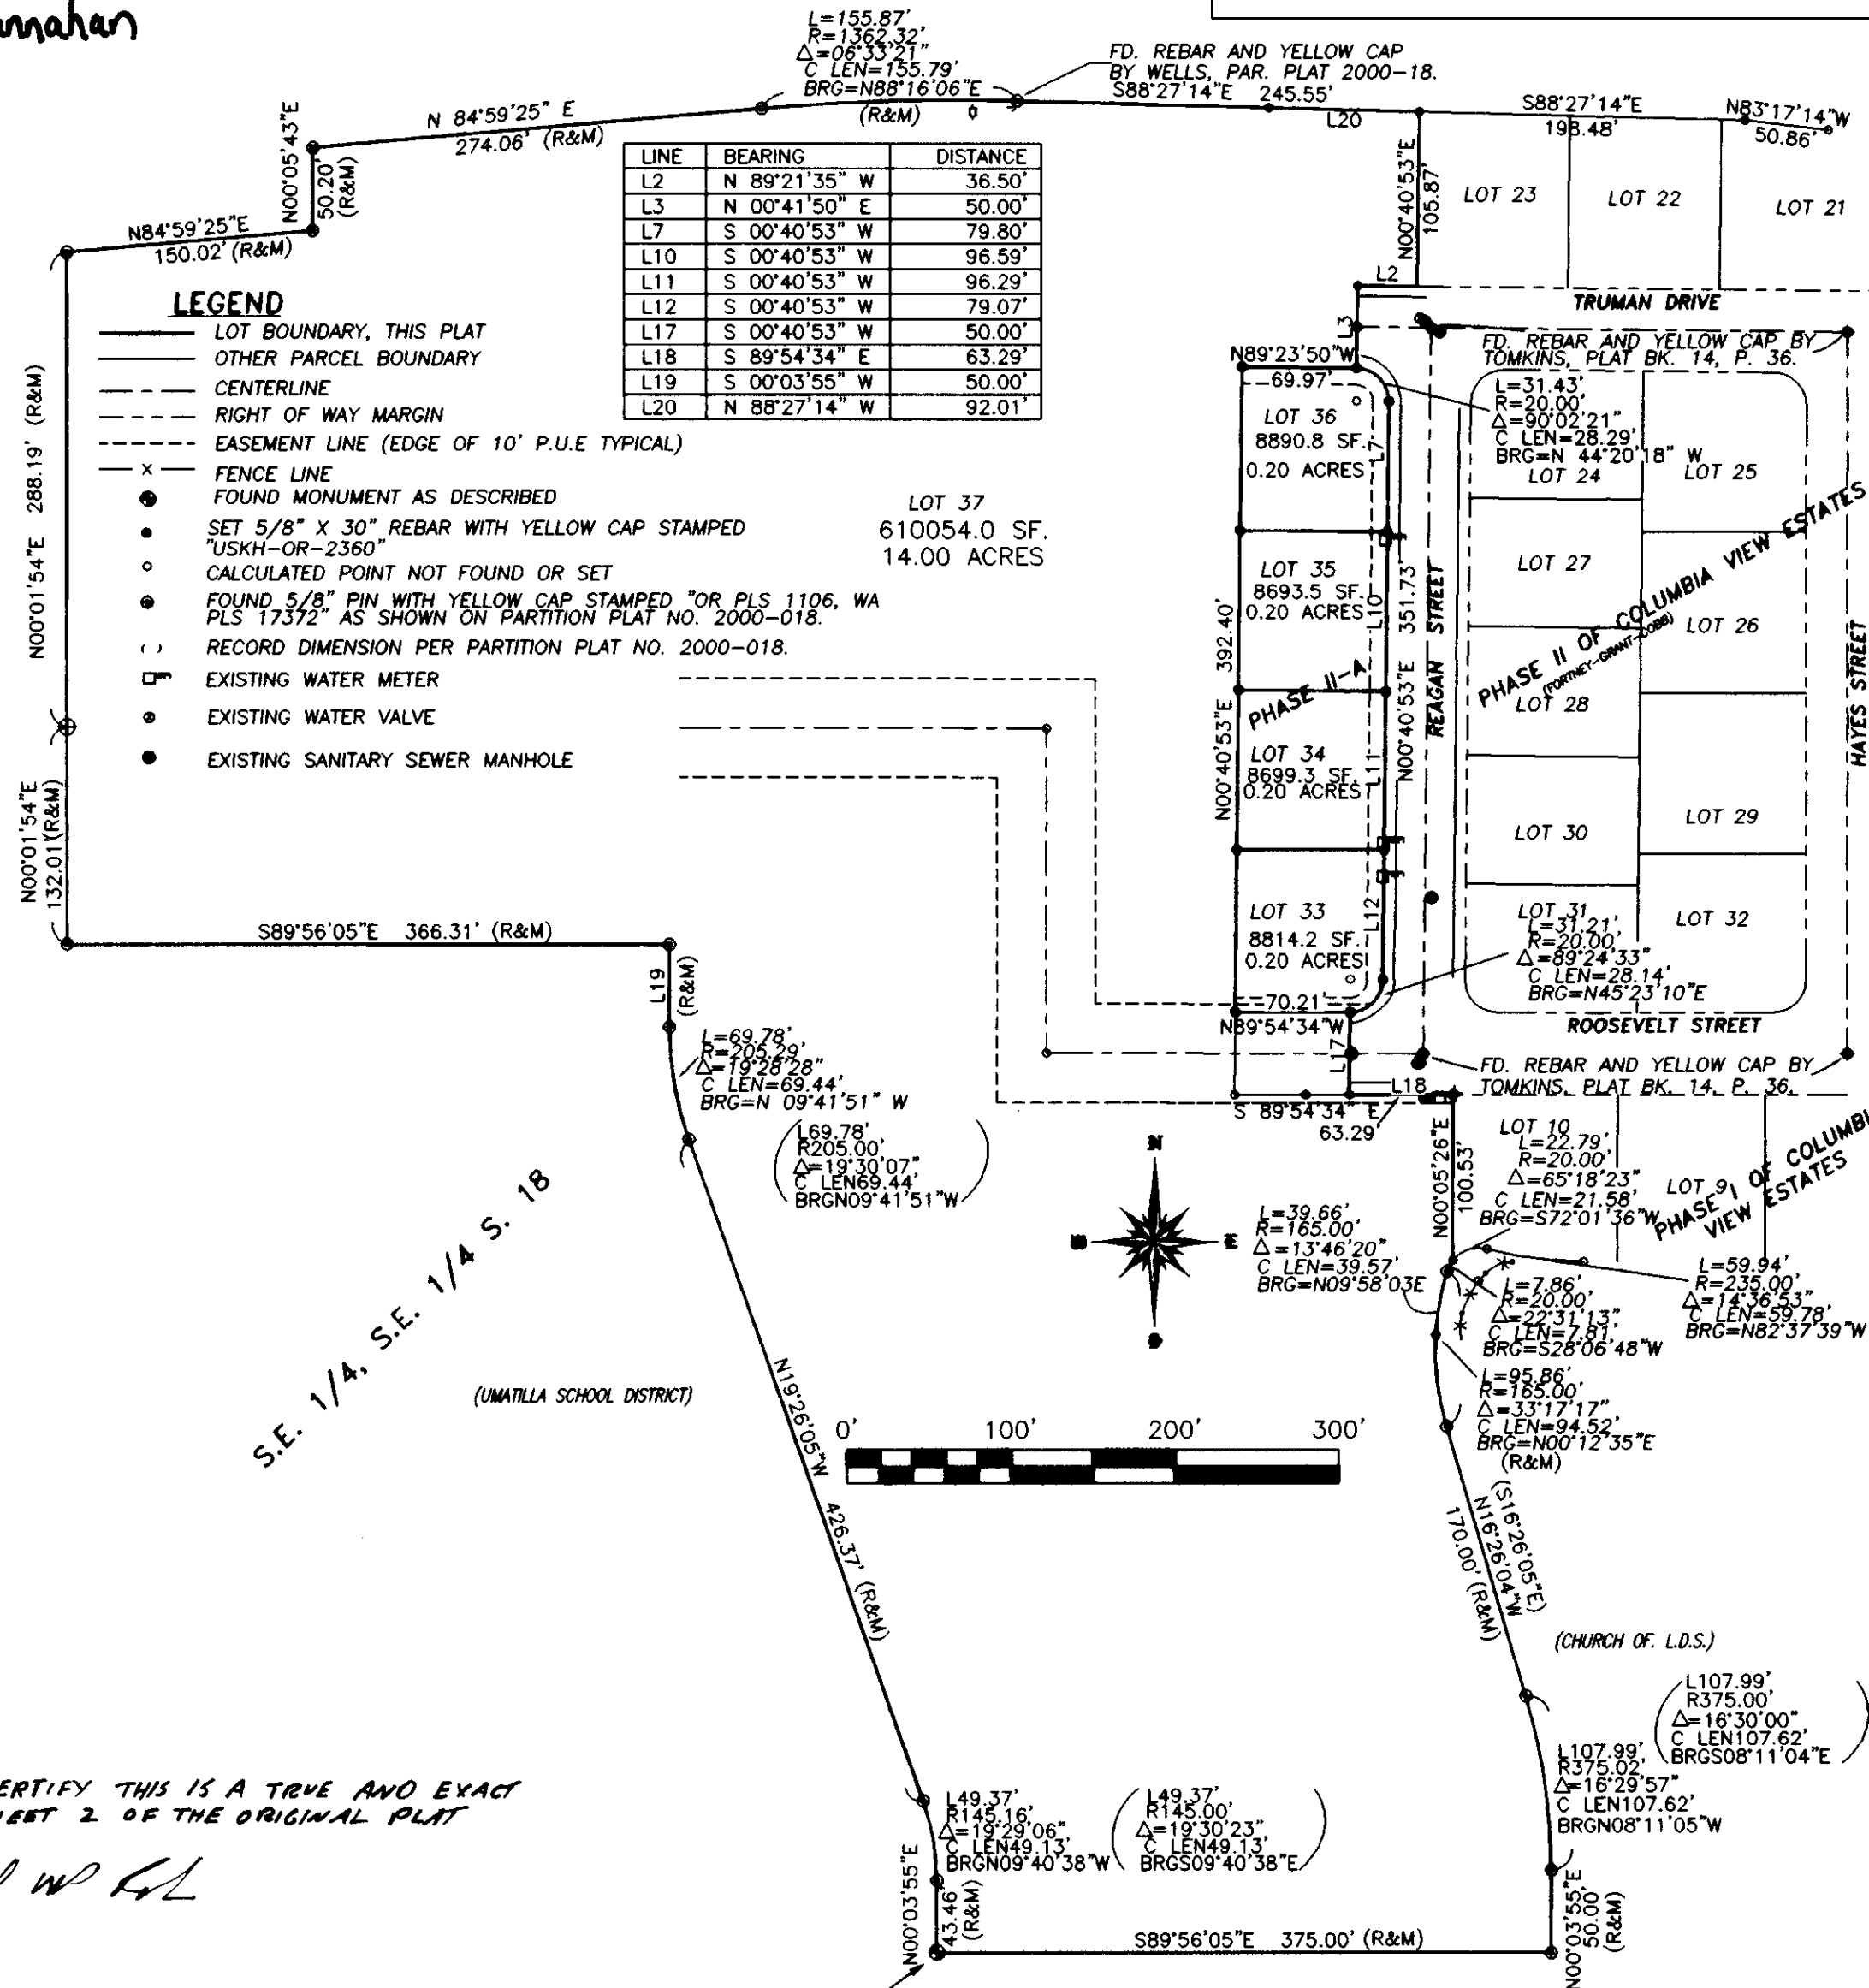 L=155.87'
R=1362.32'
Δ=06°33'21"
C LEN=155.79'
BRG=N88°16'06"E
(R&M)
FD. REBAR AND YELLOW CAP
BY WELLS, PAR. PLAT 2000-18.
S88°27'14"E 245.55'
L20
S88°27'14"E
198.48'
N83°17'14"W
50.86'
N 84°59'25" E
274.06' (R&M)
N00°05'43"E
50.20'
(R&M)
N84°59'25"E
150.02' (R&M)
LINE BEARING DISTANCE
L2 N 89°21'35" W 36.50'
L3 N 00°41'50" E 50.00'
L7 S 00°40'53" W 79.80'
L10 S 00°40'53" W 96.59'
L11 S 00°40'53" W 96.29'
L12 S 00°40'53" W 79.07'
L17 S 00°40'53" W 50.00'
L18 S 89°54'34" E 63.29'
L19 S 00°03'55" W 50.00'
L20 N 88°27'14" W 92.01'
LEGEND
LOT BOUNDARY, THIS PLAT
OTHER PARCEL BOUNDARY
CENTERLINE
RIGHT OF WAY MARGIN
EASEMENT LINE (EDGE OF 10' P.U.E TYPICAL)
X
FENCE LINE
FOUND MONUMENT AS DESCRIBED
SET 5/8" X 30" REBAR WITH YELLOW CAP STAMPED
"USKH-OR-2360"
CALCULATED POINT NOT FOUND OR SET
FOUND 5/8" PIN WITH YELLOW CAP STAMPED "OR PLS 1106, WA
PLS 17372" AS SHOWN ON PARTITION PLAT NO. 2000-018.
( ) RECORD DIMENSION PER PARTITION PLAT NO. 2000-018.
EXISTING WATER METER
EXISTING WATER VALVE
EXISTING SANITARY SEWER MANHOLE
N00°01'54"E 288.19' (R&M)
N00°01'54"E
132.01'(R&M)
LOT 37
610054.0 SF.
14.00 ACRES
N00°40'53"E
105.87'
LOT 23
LOT 22
LOT 21
L2
TRUMAN DRIVE
L3
FD. REBAR AND YELLOW CAP BY
TOMKINS, PLAT BK. 14, P. 36.
N89°23'50"W
69.97'
L=31.43'
R=20.00'
Δ=90°02'21"
C LEN=28.29'
BRG=N 44°20'18" W
LOT 36
8890.8 SF.
0.20 ACRES
L7
LOT 24
LOT 25
LOT 35
8693.5 SF.
0.20 ACRES
L10
LOT 27
LOT 26
PHASE II OF COLUMBIA VIEW ESTATES
(FORTNEY-GRANT-COBB)
LOT 28
N00°40'53"E 392.40'
PHASE II-A
N00°40'53"E 351.73'
REAGAN STREET
HAYES STREET
LOT 34
8699.3 SF.
0.20 ACRES
L11
LOT 30
LOT 29
LOT 33
8814.2 SF.
0.20 ACRES
L12
LOT 31
L=31.21'
R=20.00'
Δ=89°24'33"
C LEN=28.14'
BRG=N45°23'10"E
LOT 32
70.21'
N89°54'34"W
ROOSEVELT STREET
L17
FD. REBAR AND YELLOW CAP BY
TOMKINS, PLAT BK. 14, P. 36.
L18
S 89°54'34" E
63.29'
S89°56'05"E 366.31' (R&M)
L19
(R&M)
L=69.78'
R=205.29'
Δ=19°28'28"
C LEN=69.44'
BRG=N 09°41'51" W
L69.78'
R205.00'
Δ=19°30'07"
C LEN69.44'
BRGN09°41'51"W
N00°05'26"E
100.53'
LOT 10
L=22.79'
R=20.00'
Δ=65°18'23"
C LEN=21.58'
BRG=S72°01'36"W
LOT 9
PHASE I OF COLUMBI
VIEW ESTATES
N
E
L=39.66'
R=165.00'
Δ=13°46'20"
C LEN=39.57'
BRG=N09°58'03E
L=7.86'
R=20.00'
Δ=22°31'13"
C LEN=7.81'
BRG=S28°06'48"W
L=59.94'
R=235.00'
Δ=14°36'53"
C LEN=59.78'
BRG=N82°37'39"W
L=95.86'
R=165.00'
Δ=33°17'17"
C LEN=94.52'
BRG=N00°12'35"E
(R&M)
S.E. 1/4, S.E. 1/4 S. 18
(UMATILLA SCHOOL DISTRICT)
0' 100' 200' 300'
N19°26'05"W 426.37' (R&M)
(S16°26'05"E)
N16°26'04"W
170.00' (R&M)
(CHURCH OF. L.D.S.)
L107.99'
R375.00'
Δ=16°30'00"
C LEN107.62'
BRGS08°11'04"E
L107.99'
R375.02'
Δ=16°29'57"
C LEN107.62'
BRGN08°11'05"W
ERTIFY THIS IS A TRUE AND EXACT
EET 2 OF THE ORIGINAL PLAT
L49.37'
R145.16'
Δ=19°29'06"
C LEN49.13'
BRGN09°40'38"W
L49.37'
R145.00'
Δ=19°30'23"
C LEN49.13'
BRGS09°40'38"E
N00°03'55"E
43.46'
(R&M)
S89°56'05"E 375.00' (R&M)
N00°03'55"E
50.00'
(R&M)